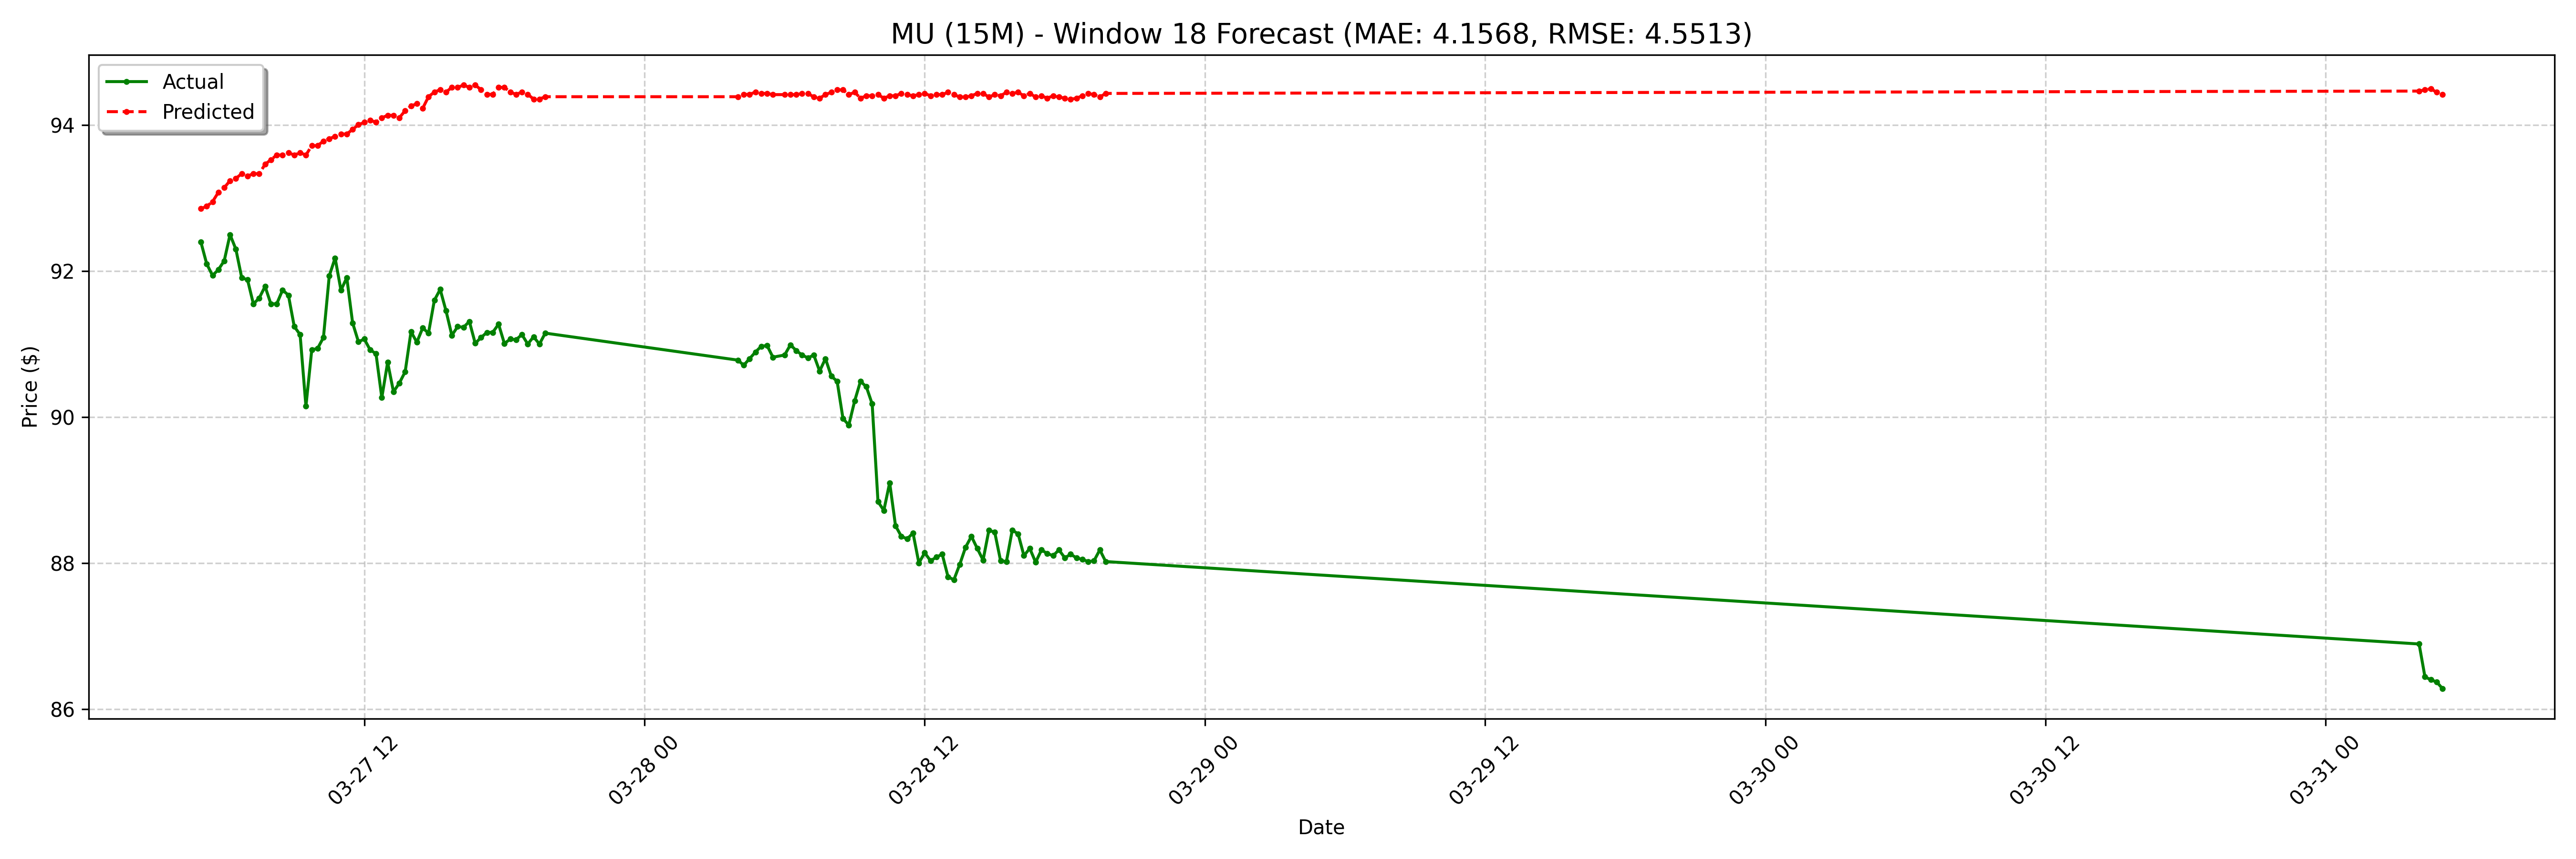 MU (15M) - Window 18 Forecast (MAE: 4.1568, RMSE: 4.5513)
Actual
Predicted
Price ($)
94
92
90
88
86
03-27 12
03-28 00
03-28 12
03-29 00
03-29 12
03-30 00
03-30 12
03-31 00
Date